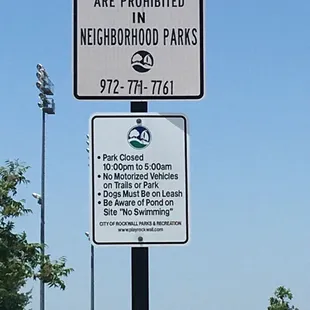 ARE PROHIBITED
IN
NEIGHBORHOOD PARKS
972-771-7761
• Park Closed
10:00pm to 5:00am
• No Motorized Vehicles
on Trails or Park
• Dogs Must Be on Leash
• Be Aware of Pond on
Site "No Swimming"
CITY OF ROCKWALL PARKS & RECREATION
www.playrockwall.com